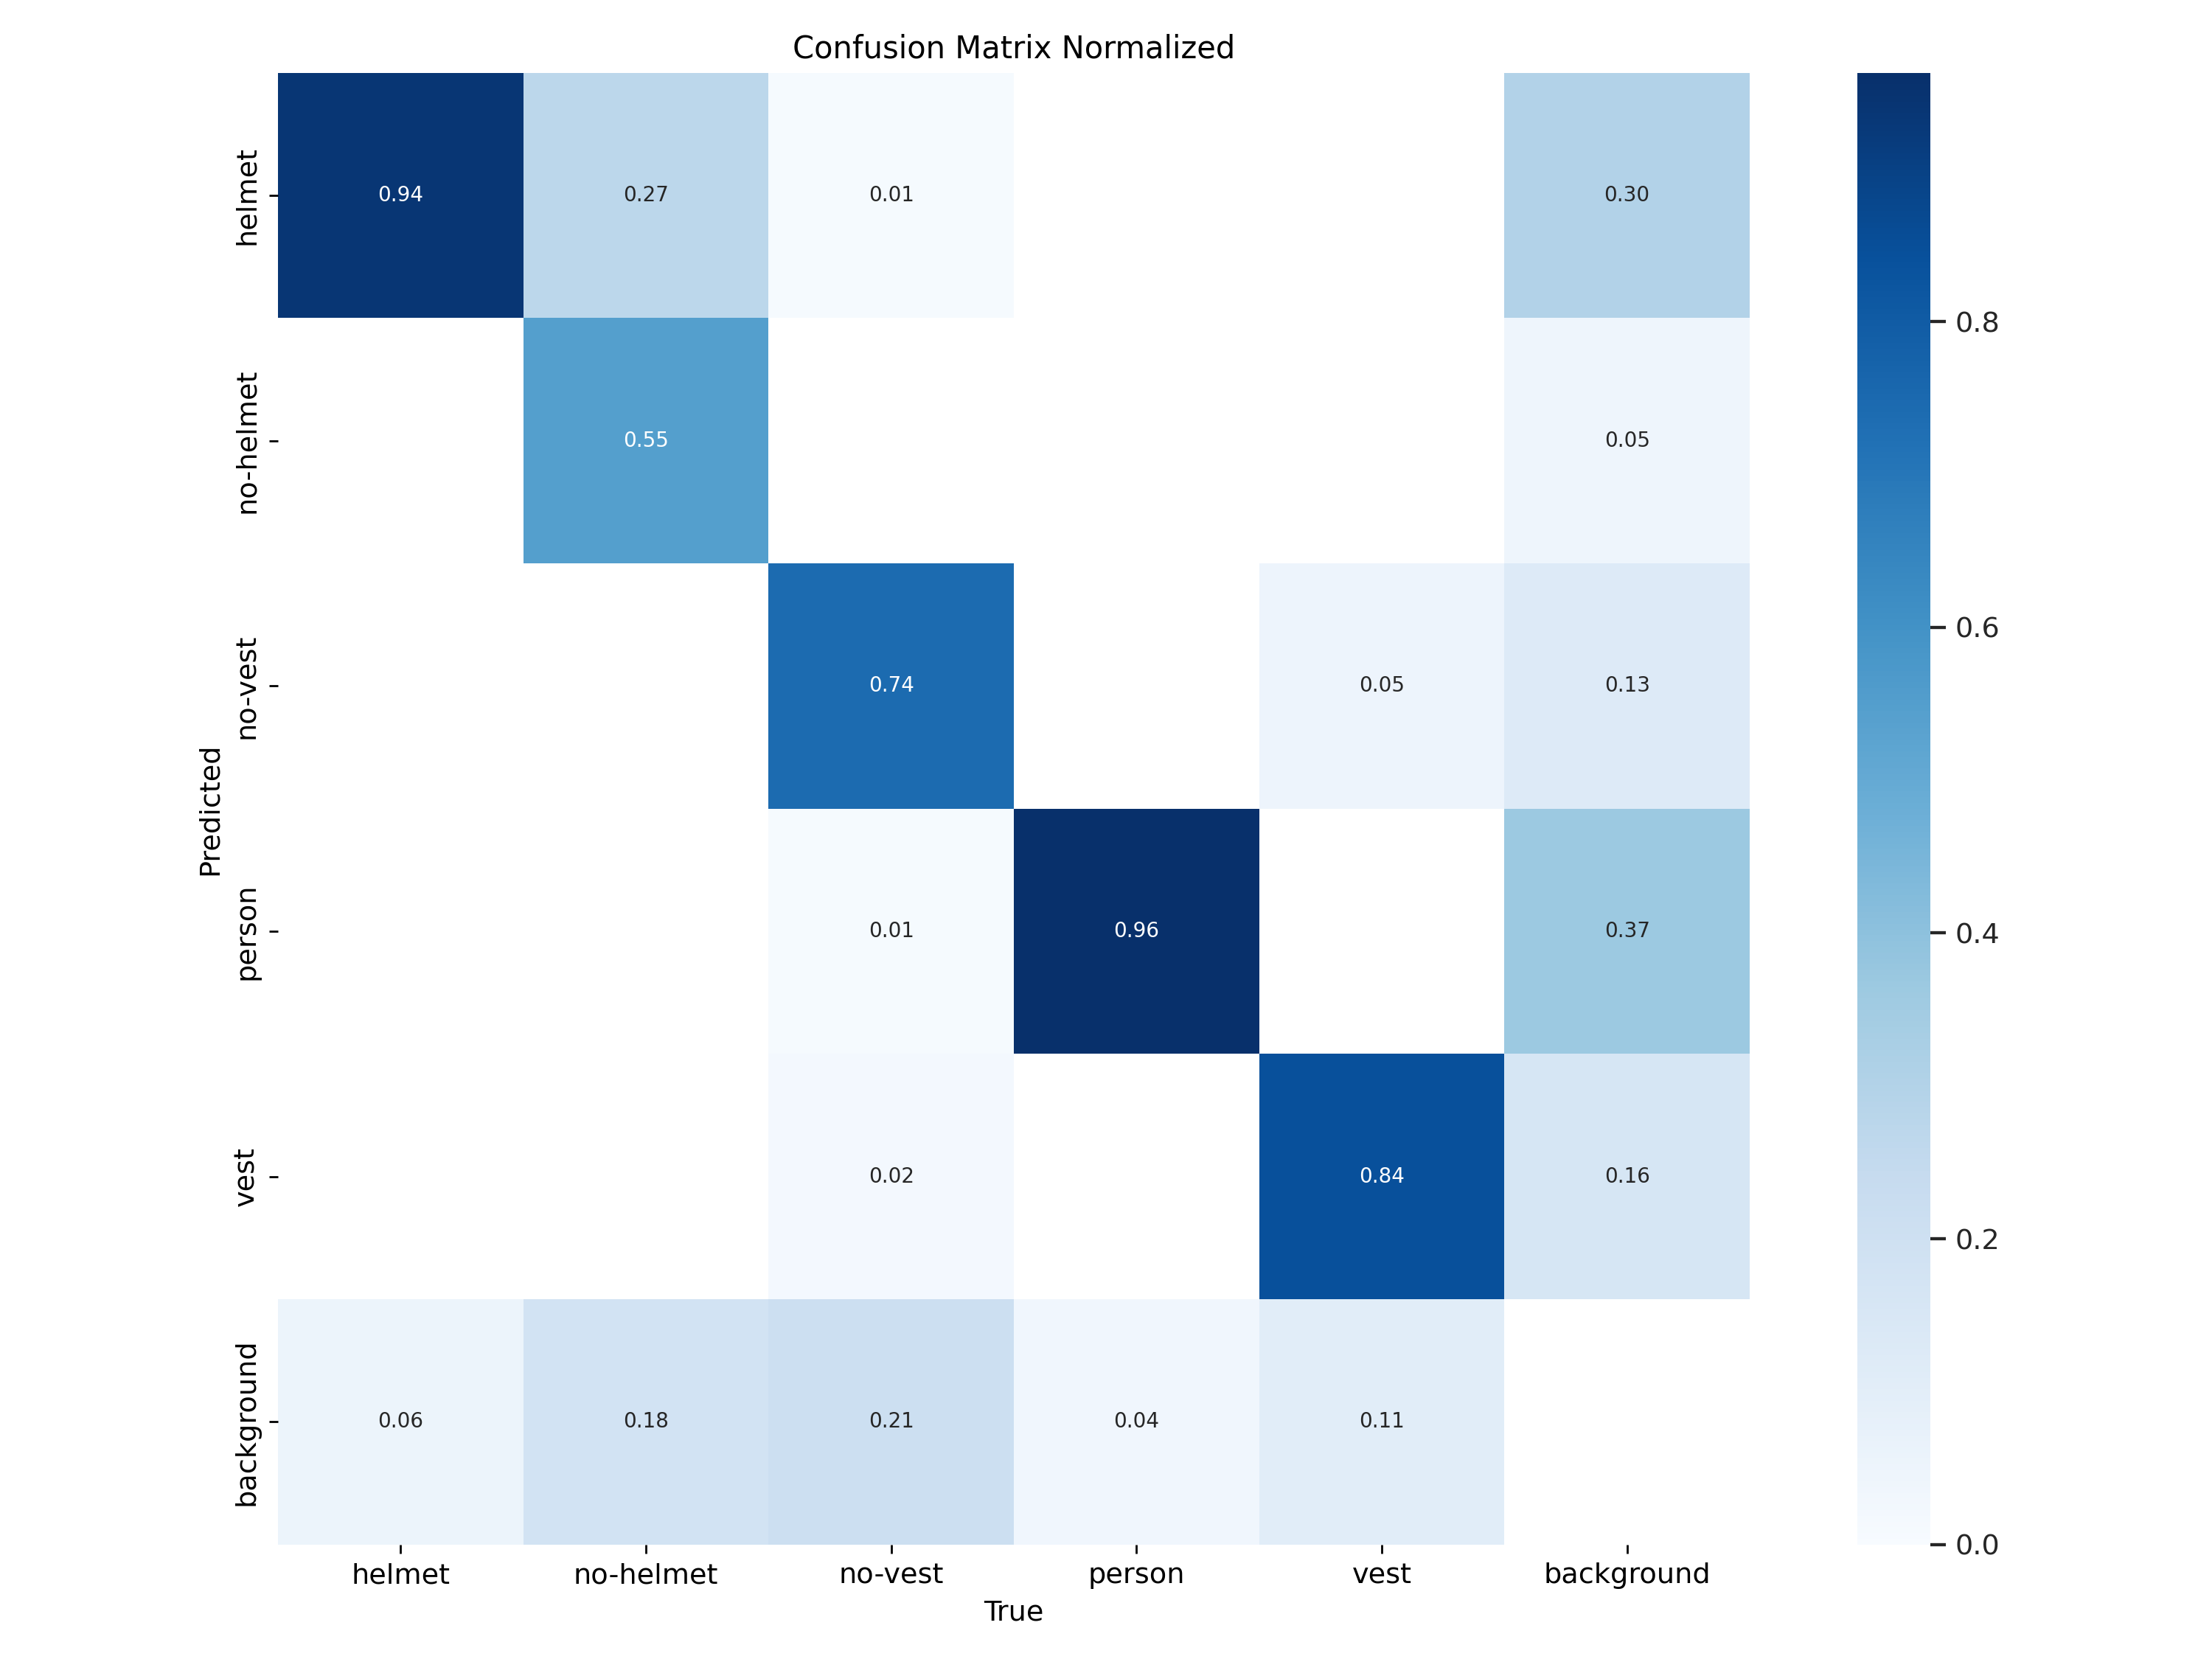 Confusion Matrix Normalized
helmet
0.94
0.27
0.01
0.30
no-helmet
0.55
0.05
no-vest
0.74
0.05
0.13
person
0.01
0.96
0.37
vest
0.02
0.84
0.16
background
0.06
0.18
0.21
0.04
0.11
Predicted
helmet
no-helmet
no-vest
person
vest
background
True
0.8
0.6
0.4
0.2
0.0